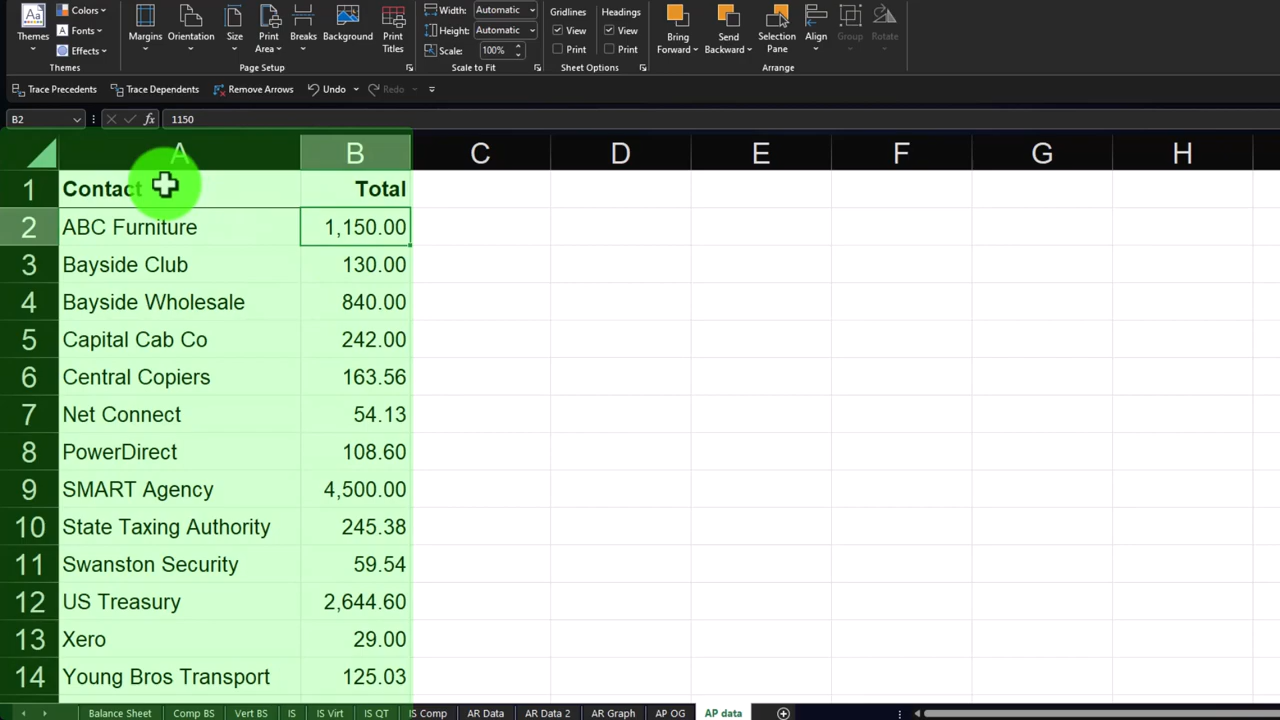 Themes Colors Fonts Effects Themes
Margins Orientation Size Print Area Breaks Background Print Titles Page Setup
Width: Automatic Height: Automatic Scale: 100% Scale to Fit
Gridlines View Print Headings View Print Sheet Options
Bring Forward Send Backward Selection Pane Align Group Rotate Arrange
Trace Precedents Trace Dependents Remove Arrows Undo Redo
B2 fx 1150
A B C D E F G H
1 Contact Total
2 ABC Furniture 1,150.00
3 Bayside Club 130.00
4 Bayside Wholesale 840.00
5 Capital Cab Co 242.00
6 Central Copiers 163.56
7 Net Connect 54.13
8 PowerDirect 108.60
9 SMART Agency 4,500.00
10 State Taxing Authority 245.38
11 Swanston Security 59.54
12 US Treasury 2,644.60
13 Xero 29.00
14 Young Bros Transport 125.03
Balance Sheet Comp BS Vert BS IS IS Virt IS QT IS Comp AR Data AR Data 2 AR Graph AP OG AP data